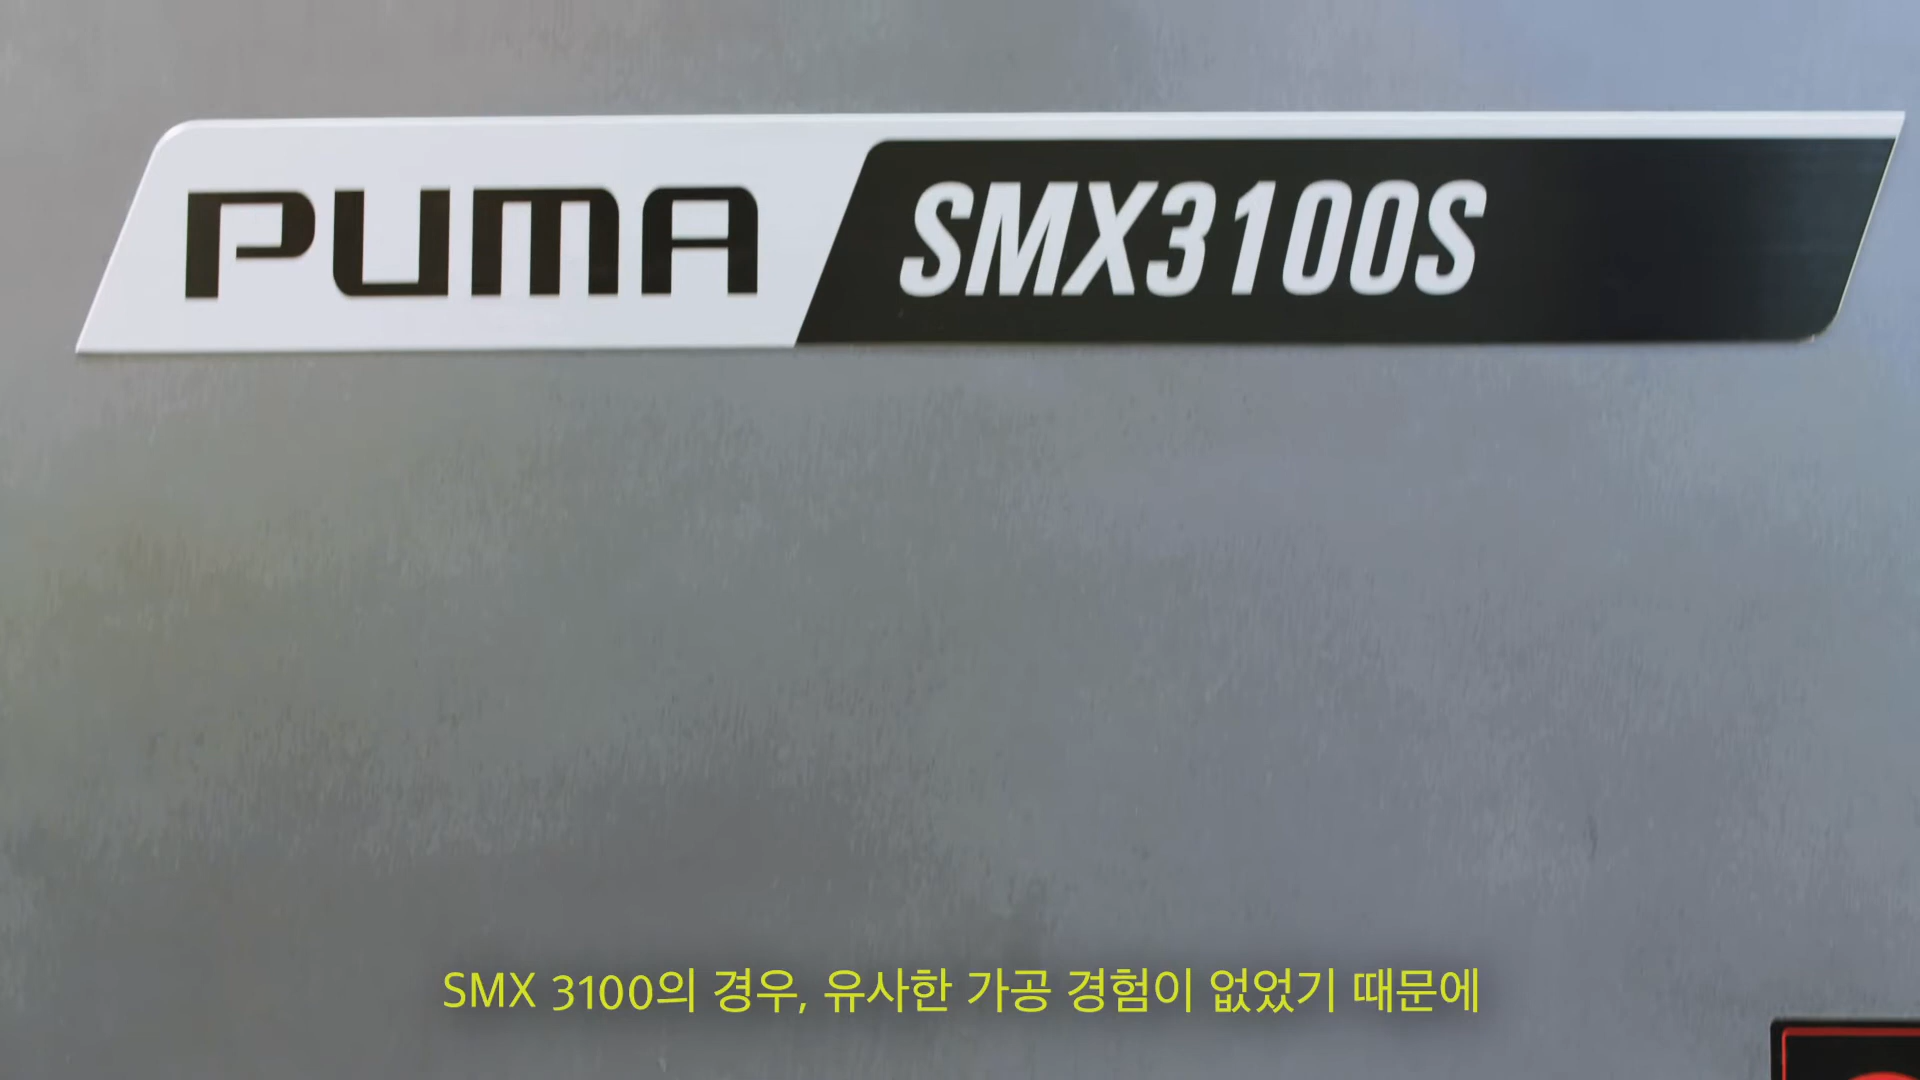 PUMA SMX3100S
SMX 3100의 경우, 유사한 가공 경험이 없었기 때문에